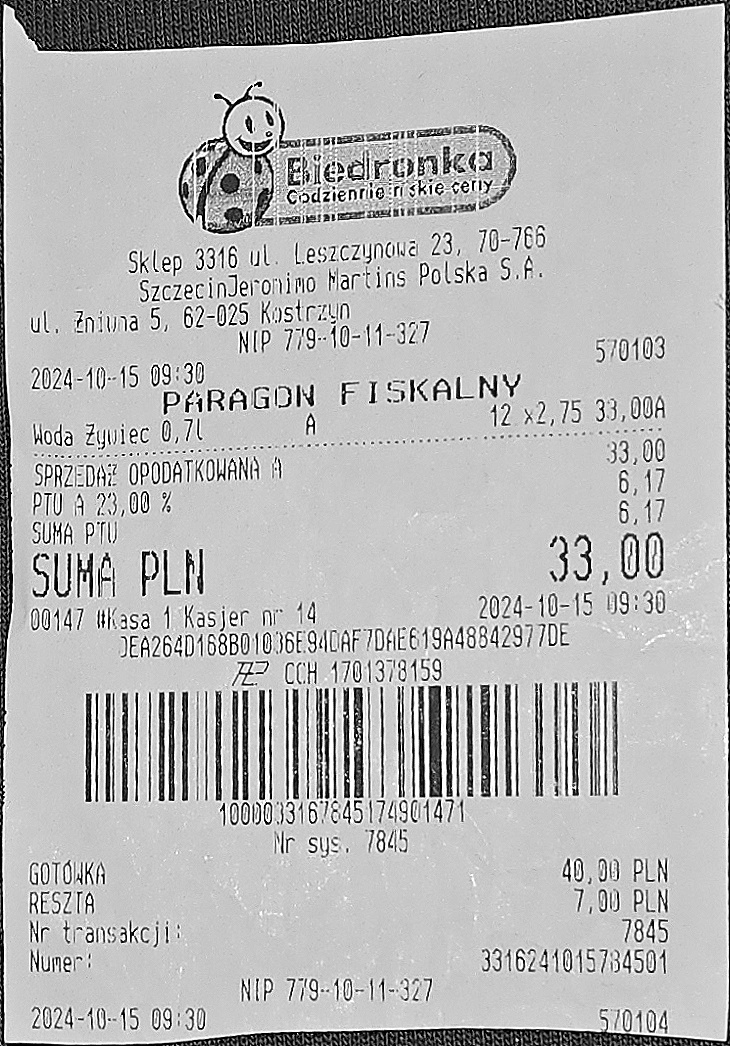 Biedronka
Codziennie niskie ceny
Sklep 3316 ul. Leszczynowa 23, 70-766
SzczecinJeronimo Martins Polska S.A.
ul. Żniwna 5, 62-025 Kostrzyn
NIP 779-10-11-327
2024-10-15 09:30 570103
PARAGON FISKALNY
Woda Żywiec 0,7l A 12 x2,75 33,00A
SPRZEDAŻ OPODATKOWANA A 33,00
PTU A 23,00 % 6,17
SUMA PTU 6,17
SUMA PLN 33,00
00147 #Kasa 1 Kasjer nr 14 2024-10-15 09:30
CCH 1701378159
Nr sys. 7845
GOTÓWKA 40,00 PLN
RESZTA 7,00 PLN
Nr transakcji: 7845
Numer:
NIP 779-10-11-327
2024-10-15 09:30 570104